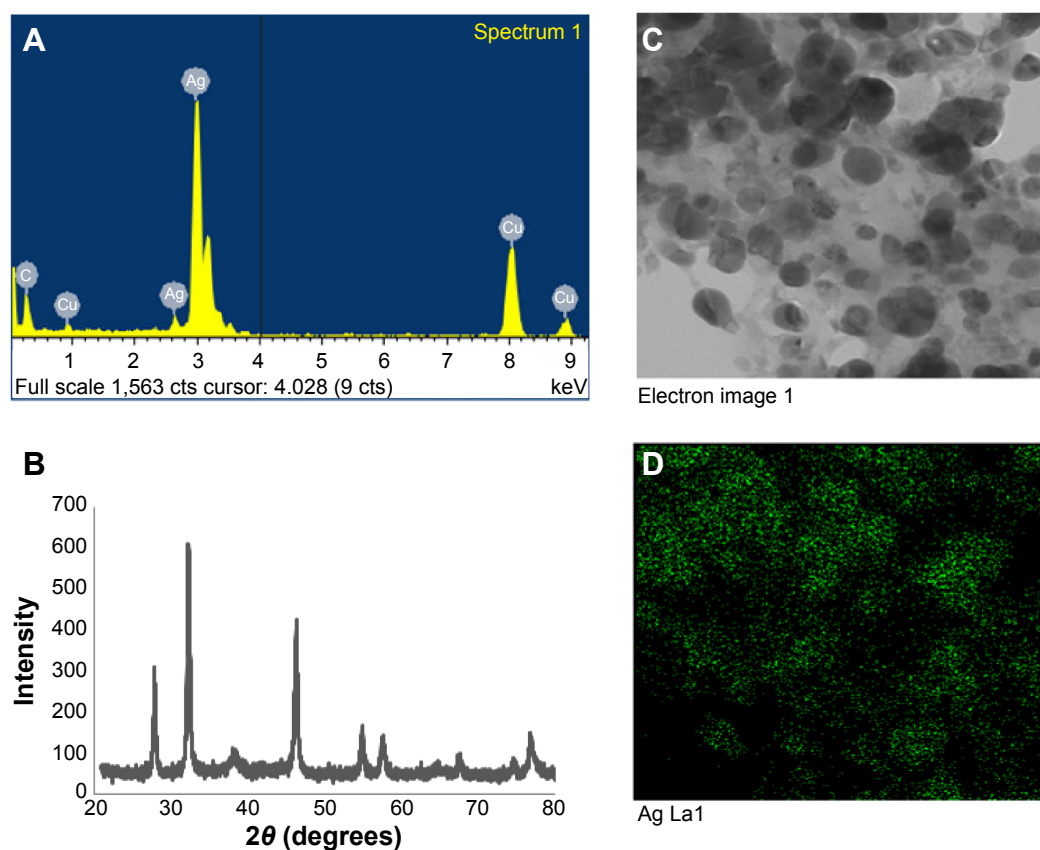 A
Spectrum 1
Ag
Cu
C
Ag
Cu
Cu
1 2 3 4 5 6 7 8 9
Full scale 1,563 cts cursor: 4.028 (9 cts) keV
B
700
600
500
400
300
200
100
0
Intensity
20 30 40 50 60 70 80
2θ (degrees)
C
Electron image 1
D
Ag La1